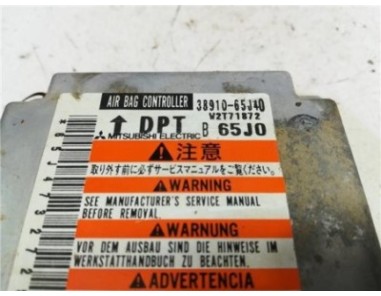 AIR BAG CONTROLLER 38910-65J40
W2T71872
↑ DPT B 65J0
MITSUBISHI ELECTRIC
注意
取り外す前に必ずサービスマニュアルをご覧ください。
WARNING
SEE MANUFACTURER'S SERVICE MANUAL
BEFORE REMOVAL.
WARNUNG
VOR DEM AUSBAU SIND DIE HINWEISE IM
WERKSTATTHANDBUCH ZU BEACHTEN.
ADVERTENCIA